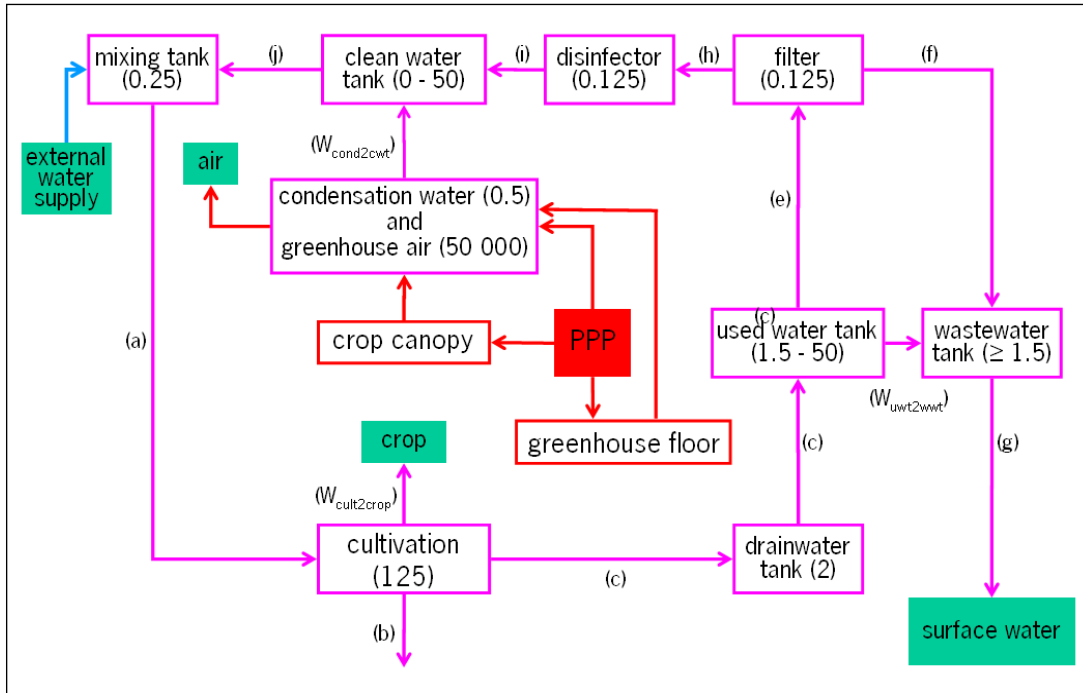 mixing tank
(0.25)
(j)
clean water
tank (0 - 50)
(i)
disinfector
(0.125)
(h)
filter
(0.125)
(f)
(Wcond2cwt)
external
water
supply
air
condensation water (0.5)
and
greenhouse air (50 000)
(e)
(a)
crop canopy
PPP
(c)
used water tank
(1.5 - 50)
wastewater
tank (≥ 1.5)
(Wuwt2wwt)
crop
greenhouse floor
(c)
(g)
(Wcult2crop)
cultivation
(125)
(c)
drainwater
tank (2)
(b)
surface water